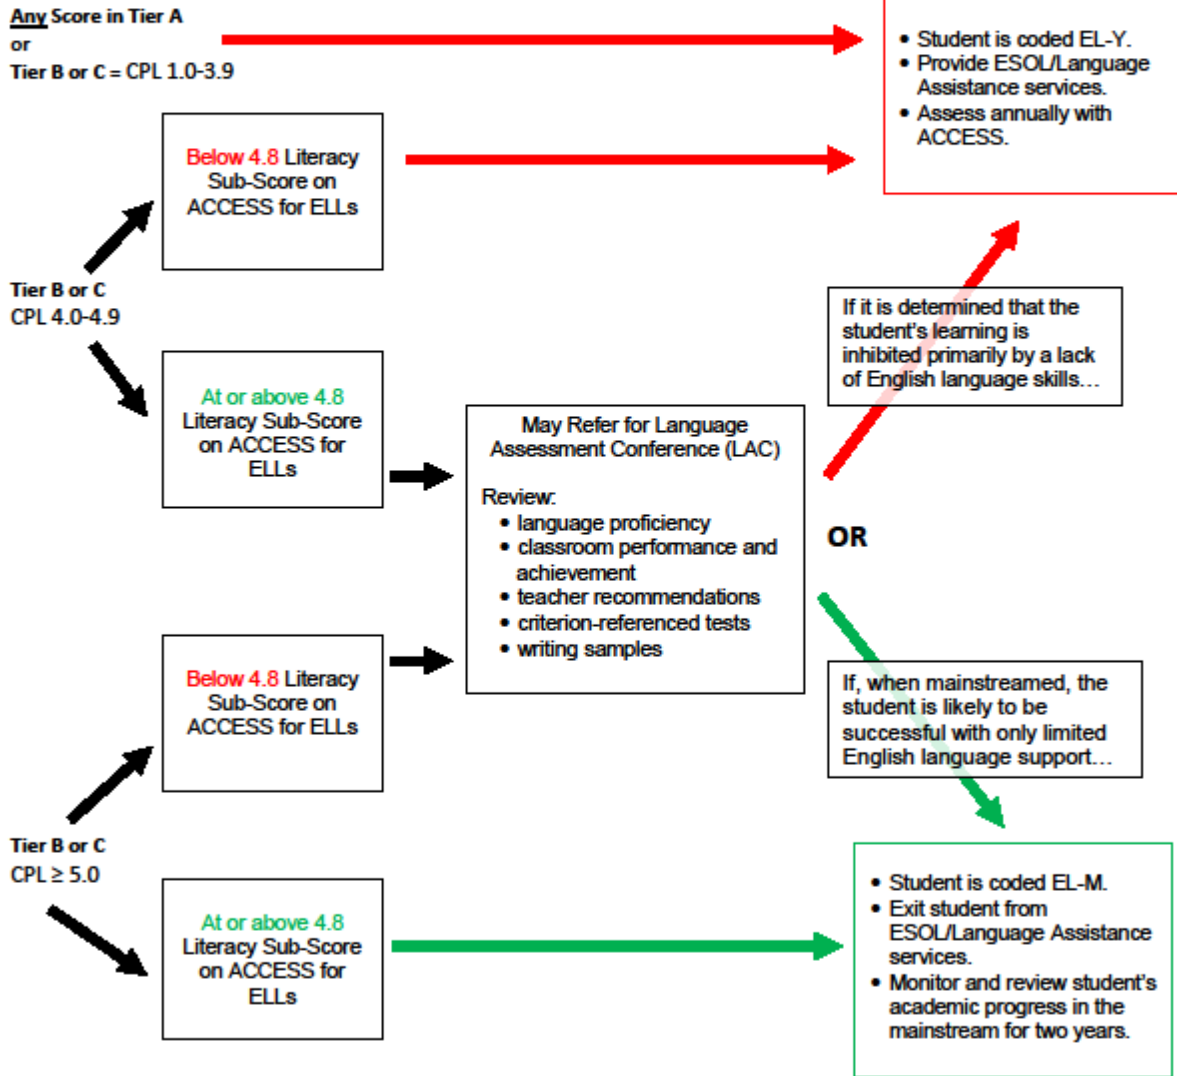 Any Score in Tier A
or
Tier B or C = CPL 1.0-3.9
• Student is coded EL-Y.
• Provide ESOL/Language
Assistance services.
• Assess annually with
ACCESS.
Below 4.8 Literacy
Sub-Score on
ACCESS for ELLs
Tier B or C
CPL 4.0-4.9
At or above 4.8
Literacy Sub-Score
on ACCESS for
ELLs
If it is determined that the
student's learning is
inhibited primarily by a lack
of English language skills…
May Refer for Language
Assessment Conference (LAC)
Review:
• language proficiency
• classroom performance and
achievement
• teacher recommendations
• criterion-referenced tests
• writing samples
OR
Below 4.8 Literacy
Sub-Score on
ACCESS for ELLs
If, when mainstreamed, the
student is likely to be
successful with only limited
English language support…
Tier B or C
CPL ≥ 5.0
At or above 4.8
Literacy Sub-Score
on ACCESS for
ELLs
• Student is coded EL-M.
• Exit student from
ESOL/Language Assistance
services.
• Monitor and review student's
academic progress in the
mainstream for two years.